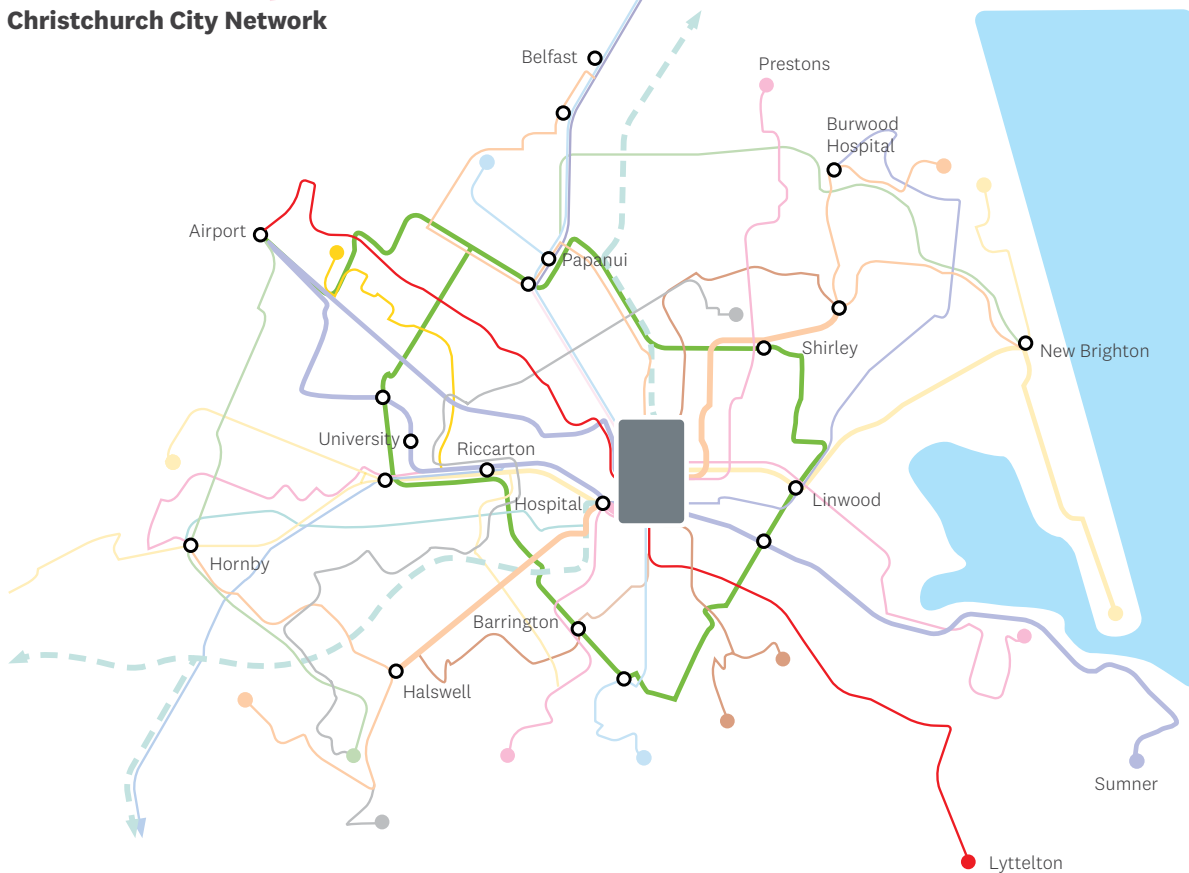 Christchurch City Network
Belfast
Prestons
Burwood
Hospital
Airport
Papanui
Shirley
New Brighton
University
Riccarton
Hospital
Linwood
Hornby
Barrington
Halswell
Sumner
Lyttelton